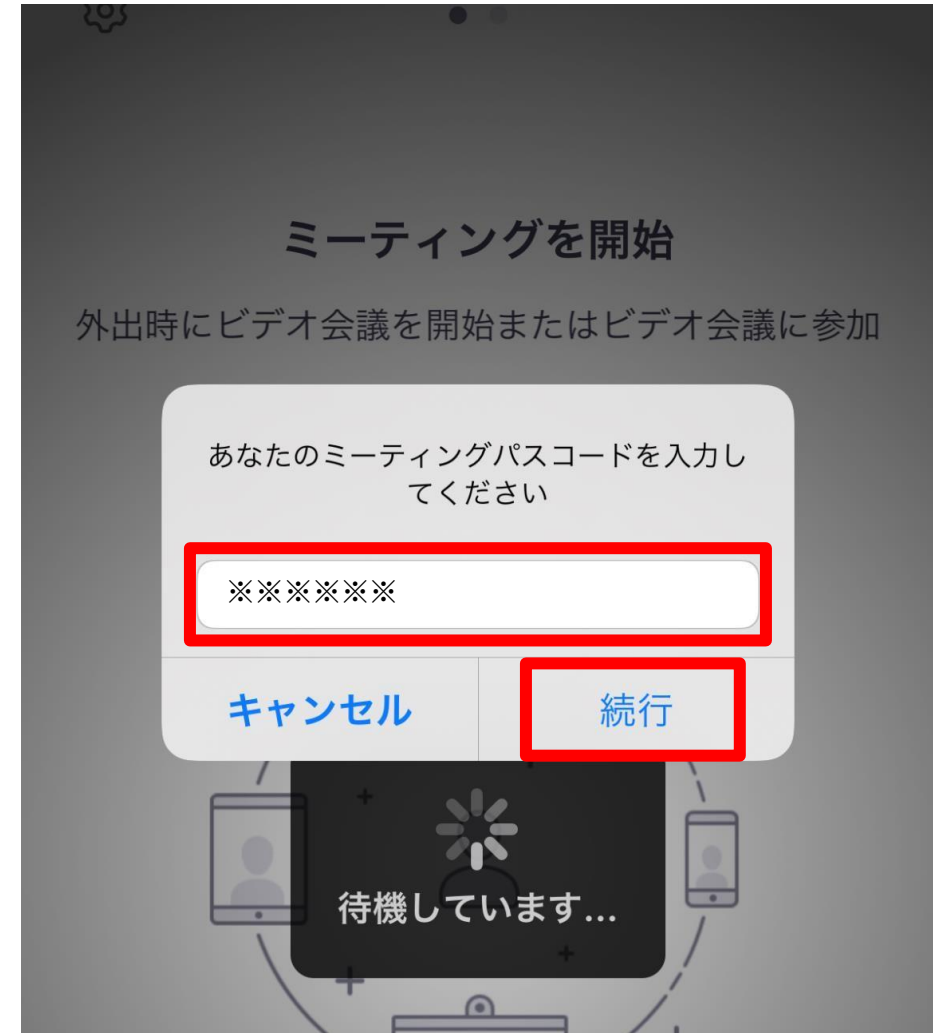 ミーティングを開始
外出時にビデオ会議を開始またはビデオ会議に参加
あなたのミーティングパスコードを入力し
てください
※※※※※※
キャンセル 続行
待機しています...